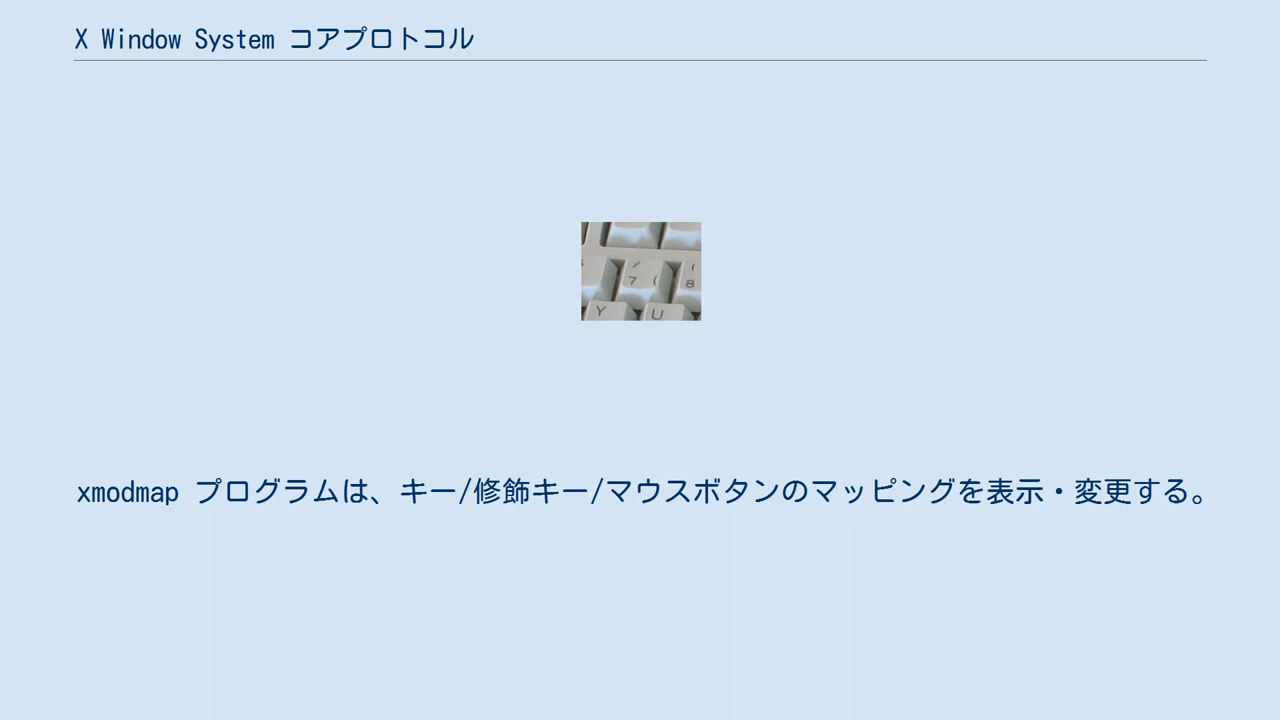 X Window System コアプロトコル
/
7 (
(
8
Y U
xmodmap プログラムは、キー/修飾キー/マウスボタンのマッピングを表示・変更する。